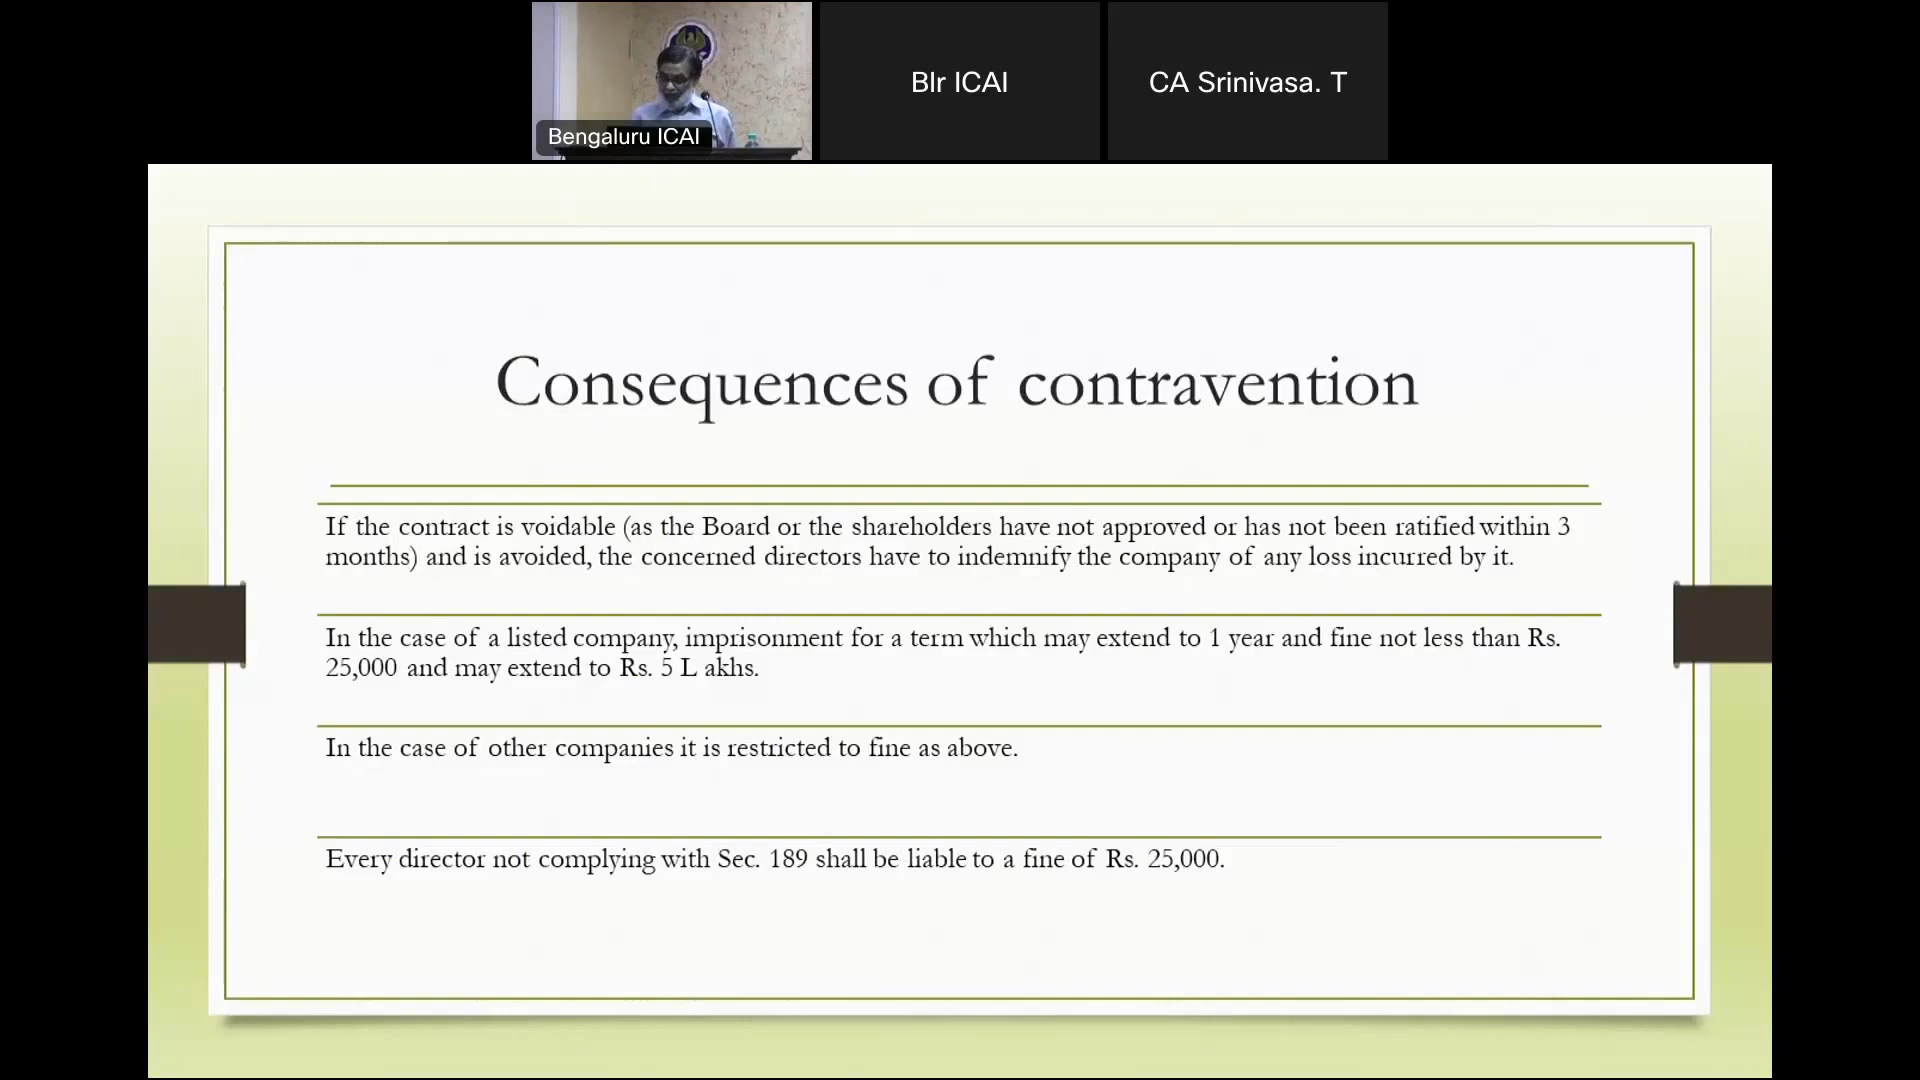 Bengaluru ICAI
Blr ICAI
CA Srinivasa. T
Consequences of contravention
If the contract is voidable (as the Board or the shareholders have not approved or has not been ratified within 3
months) and is avoided, the concerned directors have to indemnify the company of any loss incurred by it.
In the case of a listed company, imprisonment for a term which may extend to 1 year and fine not less than Rs.
25,000 and may extend to Rs. 5 L akhs.
In the case of other companies it is restricted to fine as above.
Every director not complying with Sec. 189 shall be liable to a fine of Rs. 25,000.